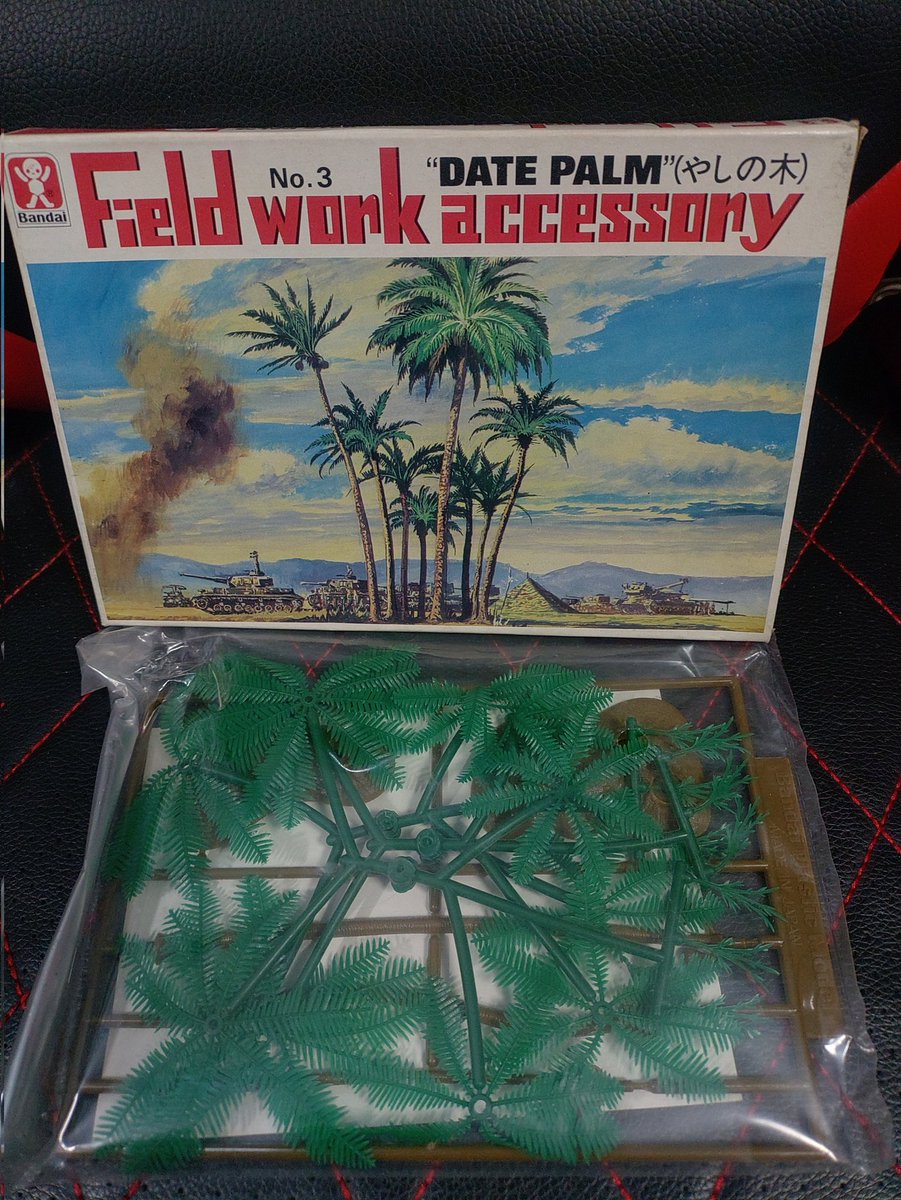 Bandai
No.3
"DATE PALM"(やしの木)
Field work accessory